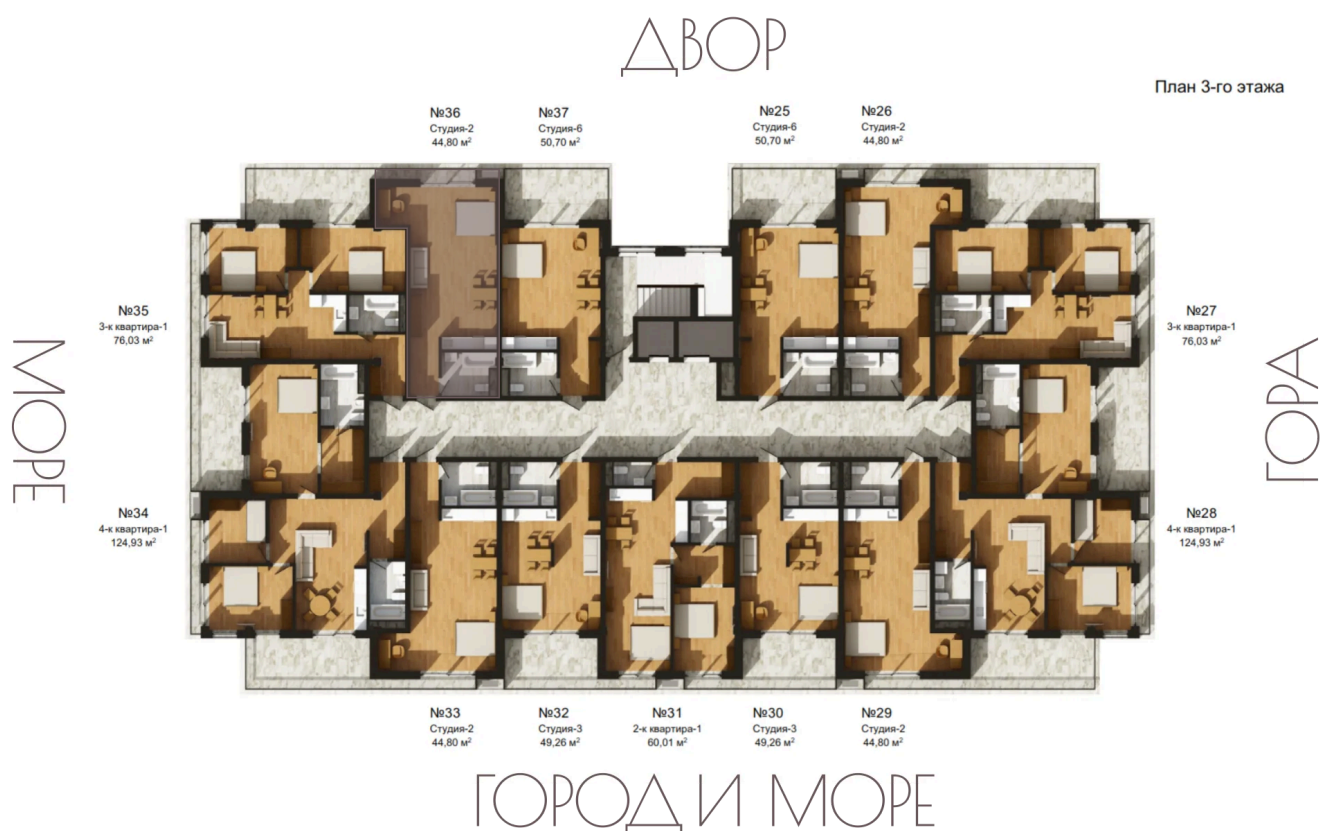 ДВОР
План 3-го этажа
№36
Студия-2
44,80 м²
№37
Студия-6
50,70 м²
№25
Студия-6
50,70 м²
№26
Студия-2
44,80 м²
№35
3-к квартира-1
76,03 м²
№27
3-к квартира-1
76,03 м²
МОРЕ
ГОРА
№34
4-к квартира-1
124,93 м²
№28
4-к квартира-1
124,93 м²
№33
Студия-2
44,80 м²
№32
Студия-3
49,26 м²
№31
2-к квартира-1
60,01 м²
№30
Студия-3
49,26 м²
№29
Студия-2
44,80 м²
ГОРОД И МОРЕ